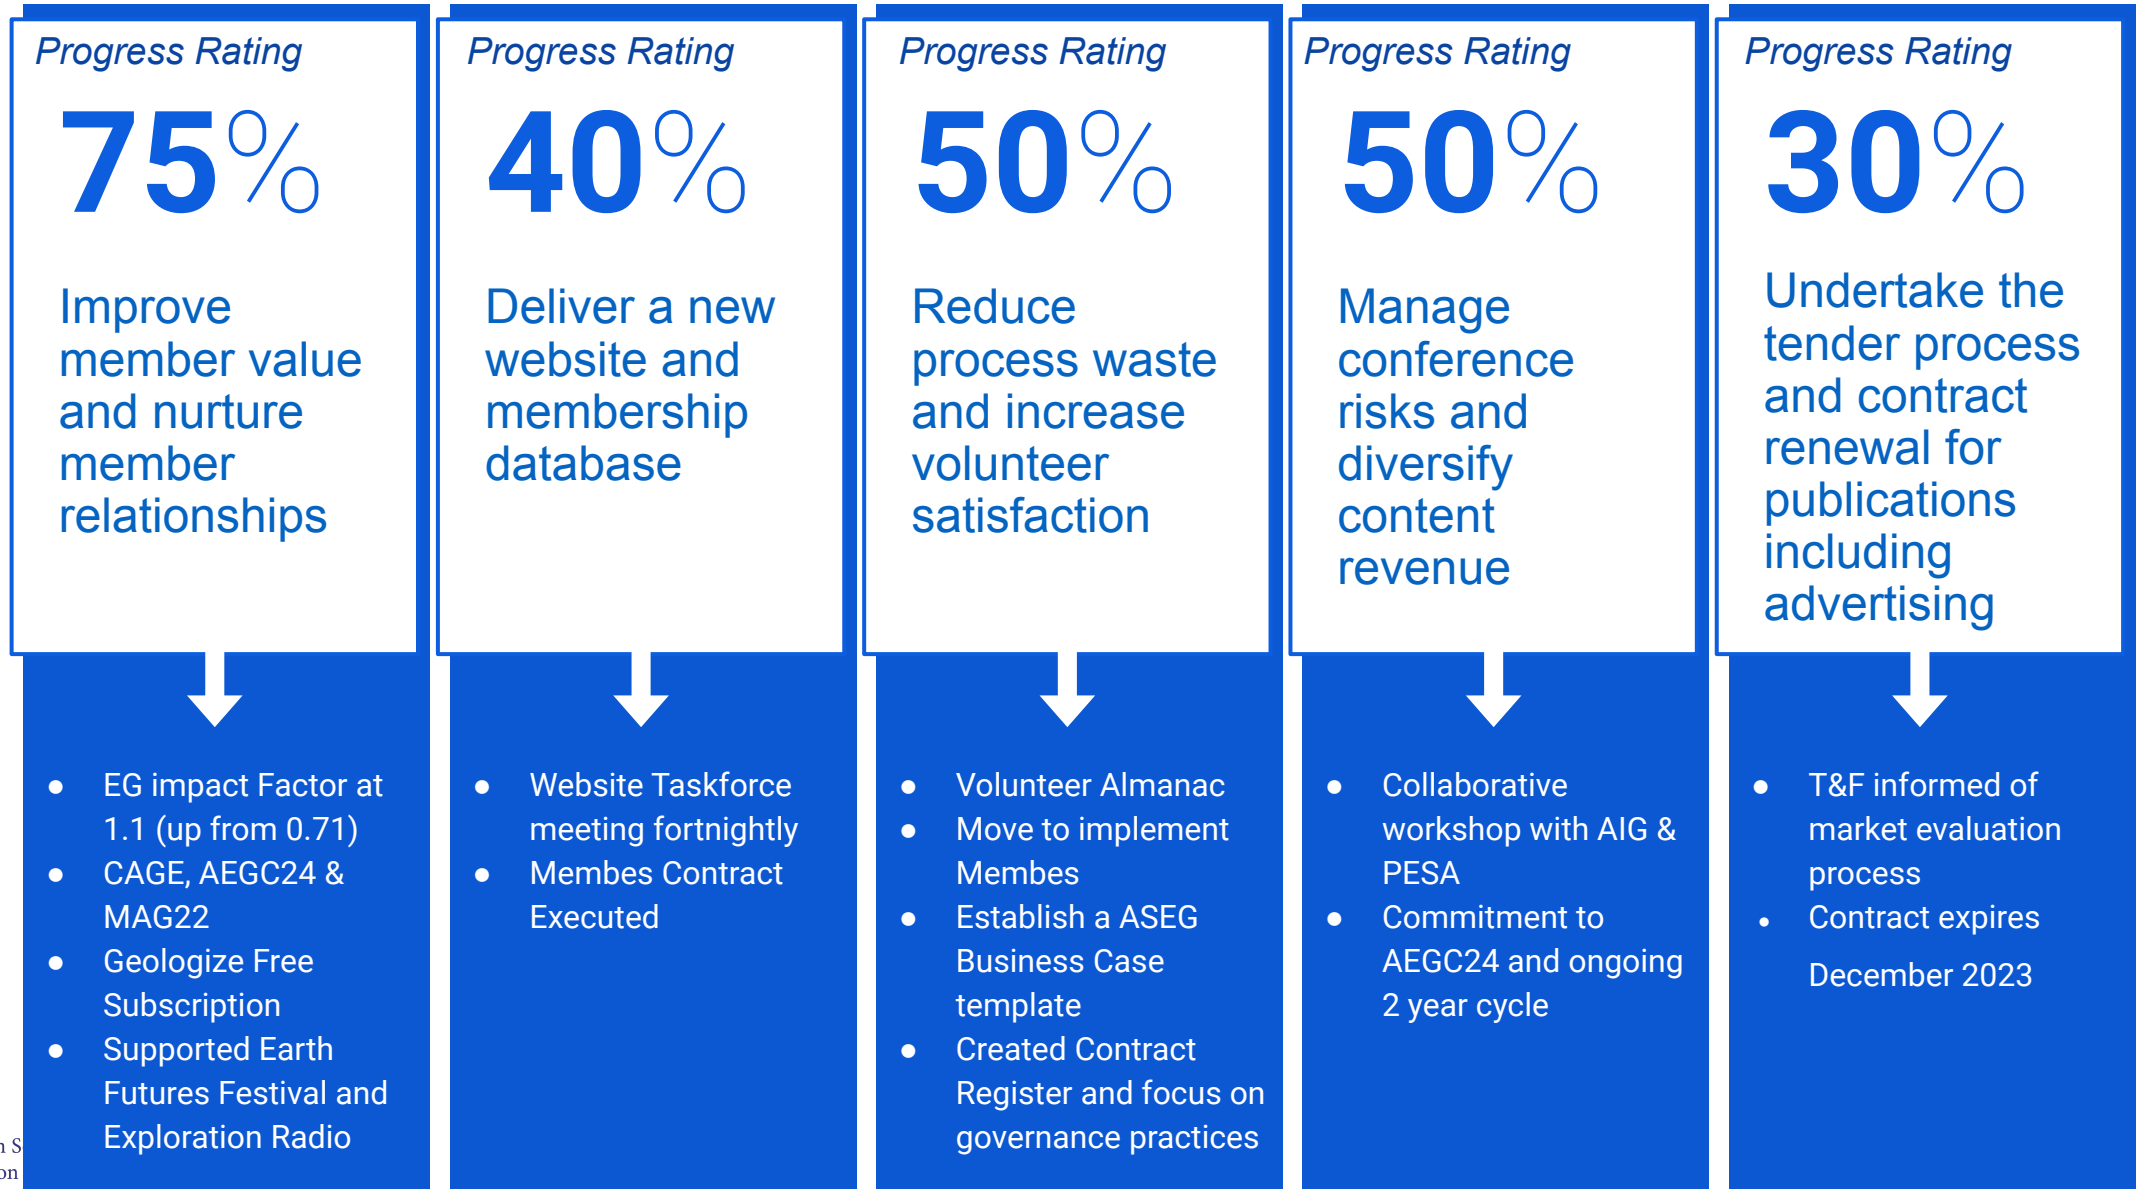 Progress Rating
75%
Improve
member value
and nurture
member
relationships
● EG impact Factor at
1.1 (up from 0.71)
● CAGE, AEGC24 &
MAG22
● Geologize Free
Subscription
● Supported Earth
Futures Festival and
Exploration Radio
Progress Rating
40%
Deliver a new
website and
membership
database
● Website Taskforce
meeting fortnightly
● Membes Contract
Executed
Progress Rating
50%
Reduce
process waste
and increase
volunteer
satisfaction
● Volunteer Almanac
● Move to implement
Membes
● Establish a ASEG
Business Case
template
● Created Contract
Register and focus on
governance practices
Progress Rating
50%
Manage
conference
risks and
diversify
content
revenue
● Collaborative
workshop with AIG &
PESA
● Commitment to
AEGC24 and ongoing
2 year cycle
Progress Rating
30%
Undertake the
tender process
and contract
renewal for
publications
including
advertising
● T&F informed of
market evaluation
process
● Contract expires
December 2023